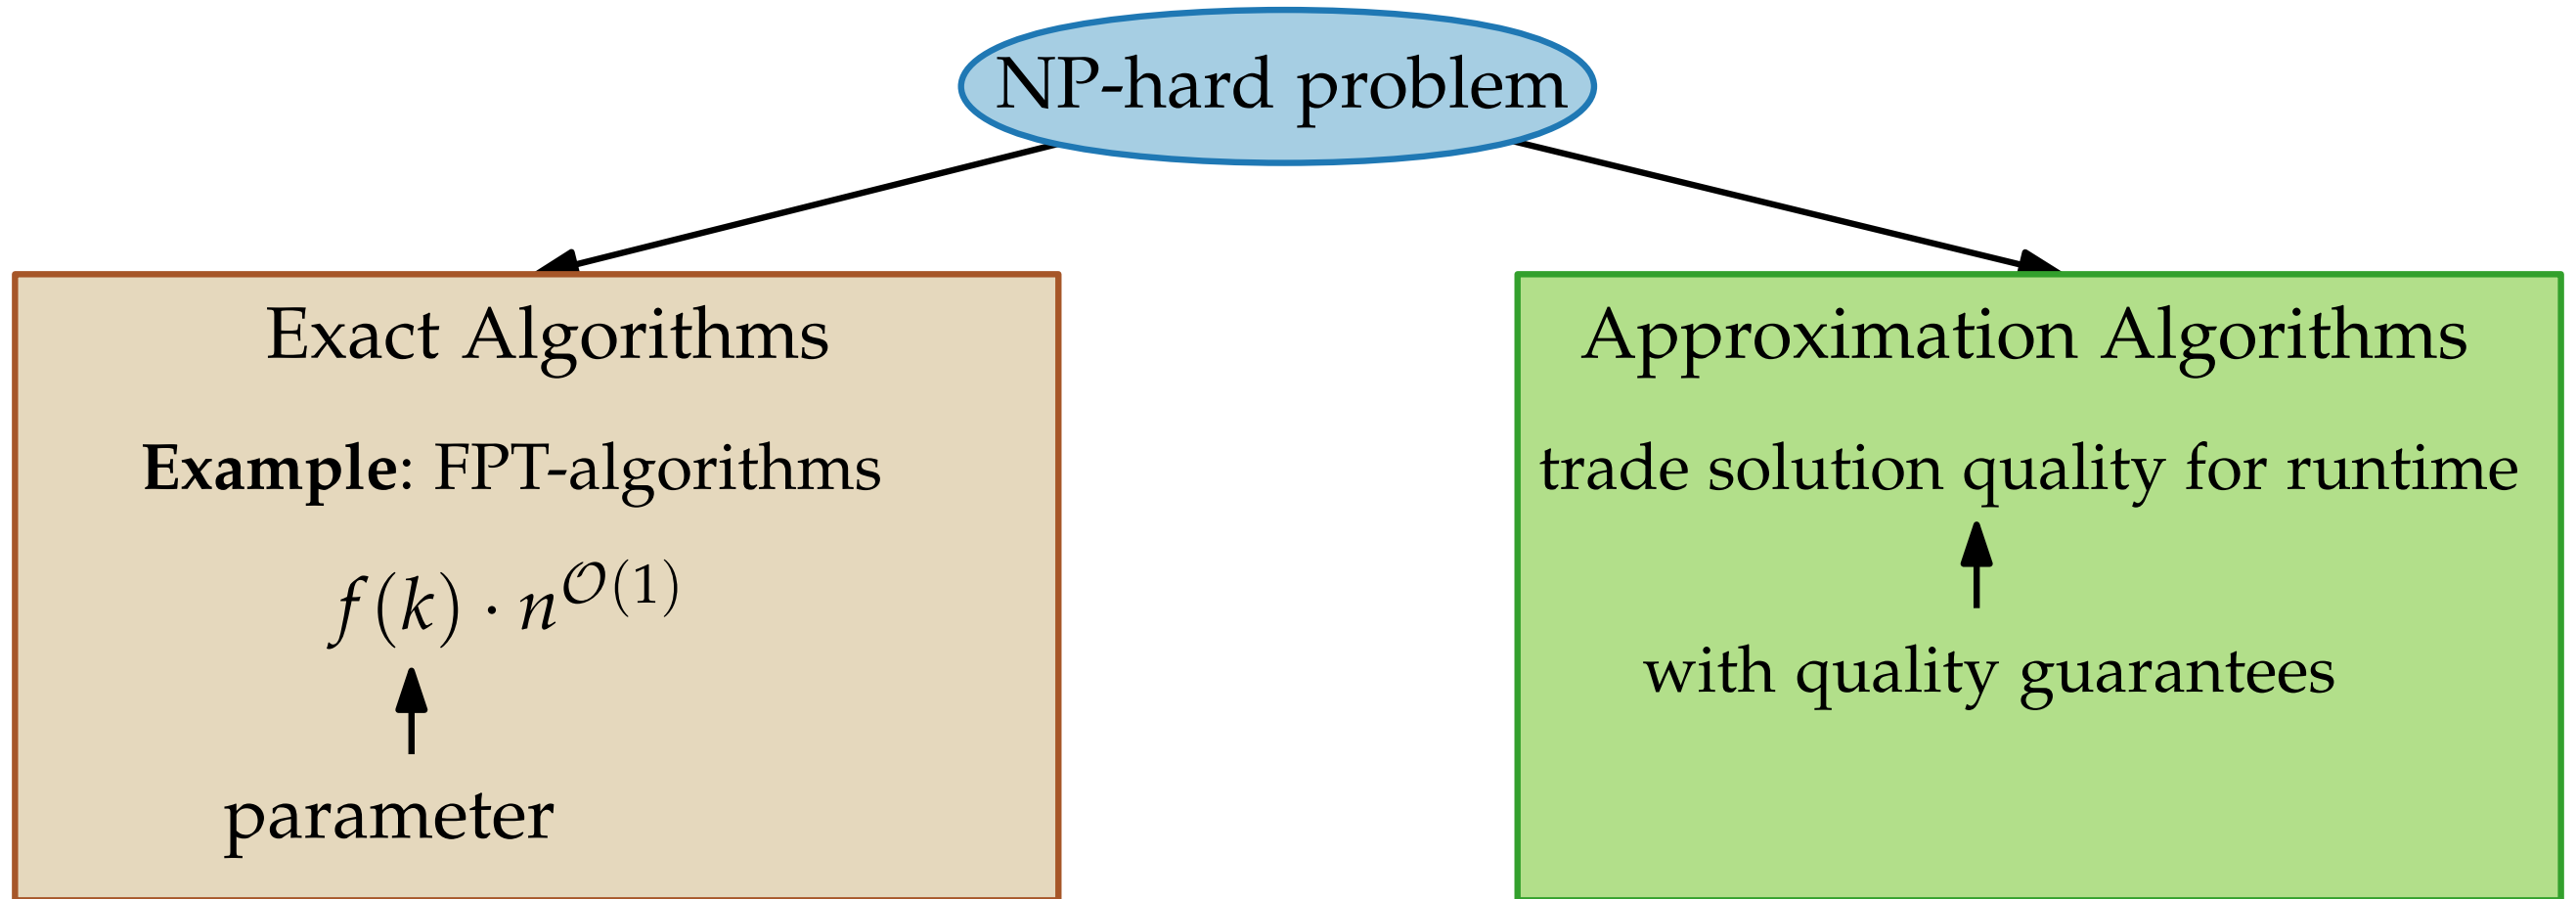 NP-hard problem
Exact Algorithms
Example: FPT-algorithms
f(k) · n^{𝒪(1)}
parameter
Approximation Algorithms
trade solution quality for runtime
with quality guarantees